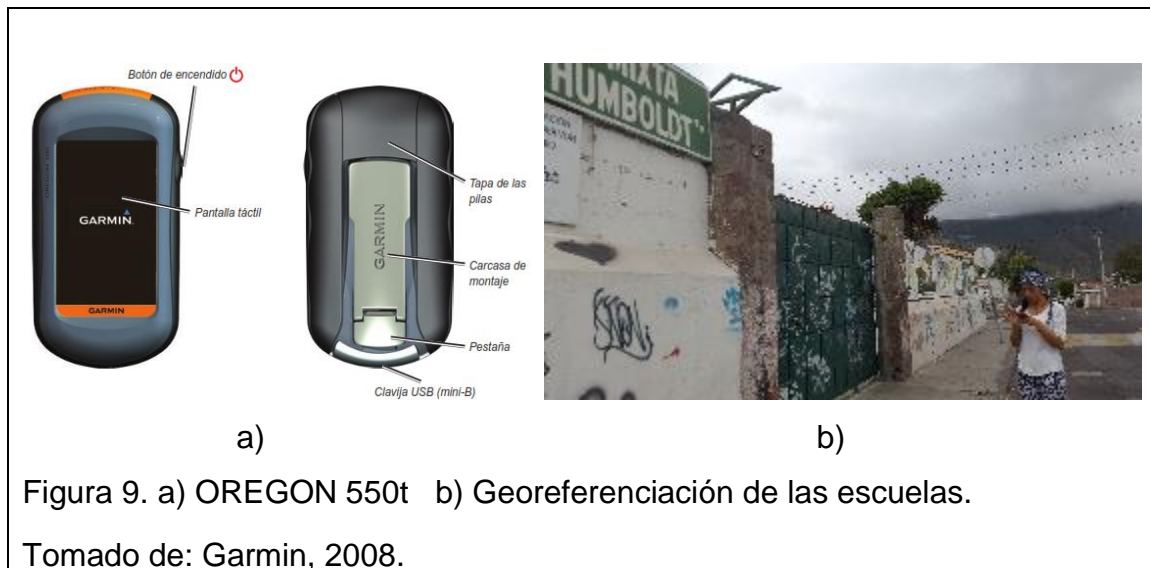 Botón de encendido
Pantalla táctil
GARMIN
GARMIN
Tapa de las
pilas
GARMIN
Carcasa de
montaje
Pestaña
Clavija USB (mini-B)
MIXTA
HUMBOLDT
a)
b)
Figura 9. a) OREGON 550t b) Georeferenciación de las escuelas.
Tomado de: Garmin, 2008.